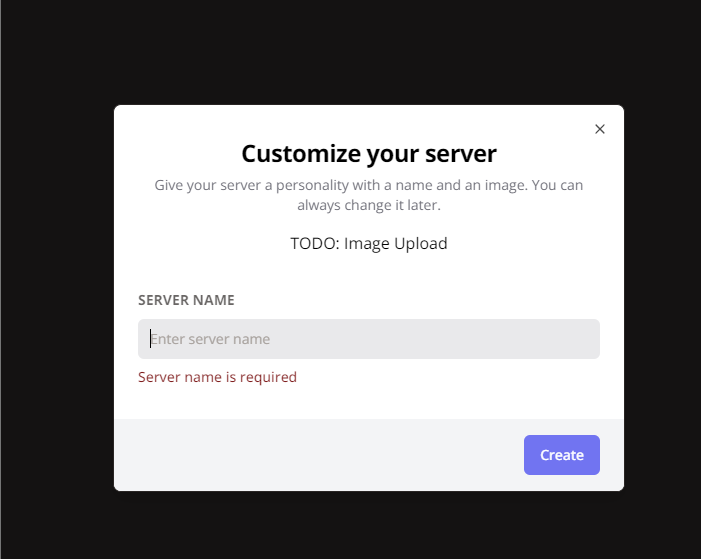 Customize your server
Give your server a personality with a name and an image. You can
always change it later.
TODO: Image Upload
SERVER NAME
Enter server name
Server name is required
Create